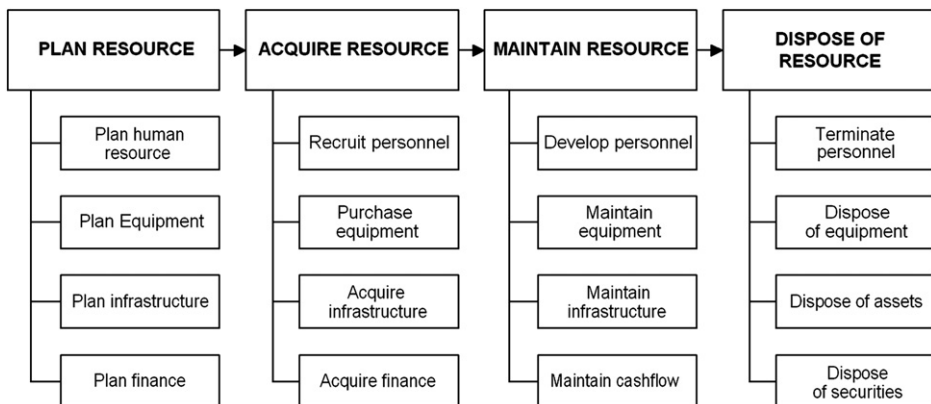 PLAN RESOURCE
Plan human
resource
Plan Equipment
Plan infrastructure
Plan finance
ACQUIRE RESOURCE
Recruit personnel
Purchase
equipment
Acquire
infrastructure
Acquire finance
MAINTAIN RESOURCE
Develop personnel
Maintain
equipment
Maintain
infrastructure
Maintain cashflow
DISPOSE OF
RESOURCE
Terminate
personnel
Dispose
of equipment
Dispose of assets
Dispose
of securities